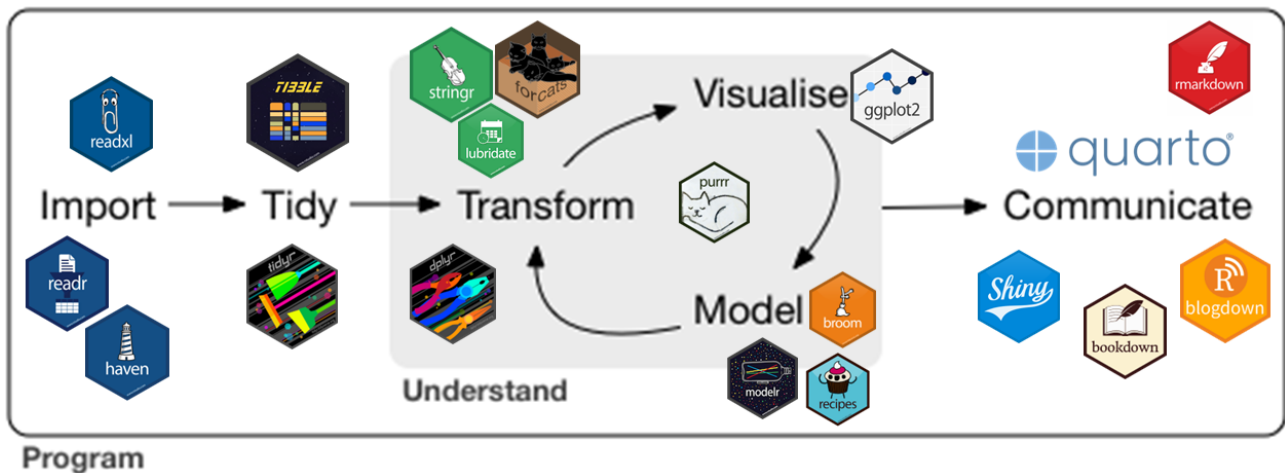 TIBBLE
stringr
forcats
lubridate
Visualise
ggplot2
rmarkdown
readxl
quarto®
purrr
Import
Tidy
Transform
Communicate
readr
haven
tidyr
dplyr
Model
broom
modelr
recipes
Shiny
bookdown
R
blogdown
Understand
Program